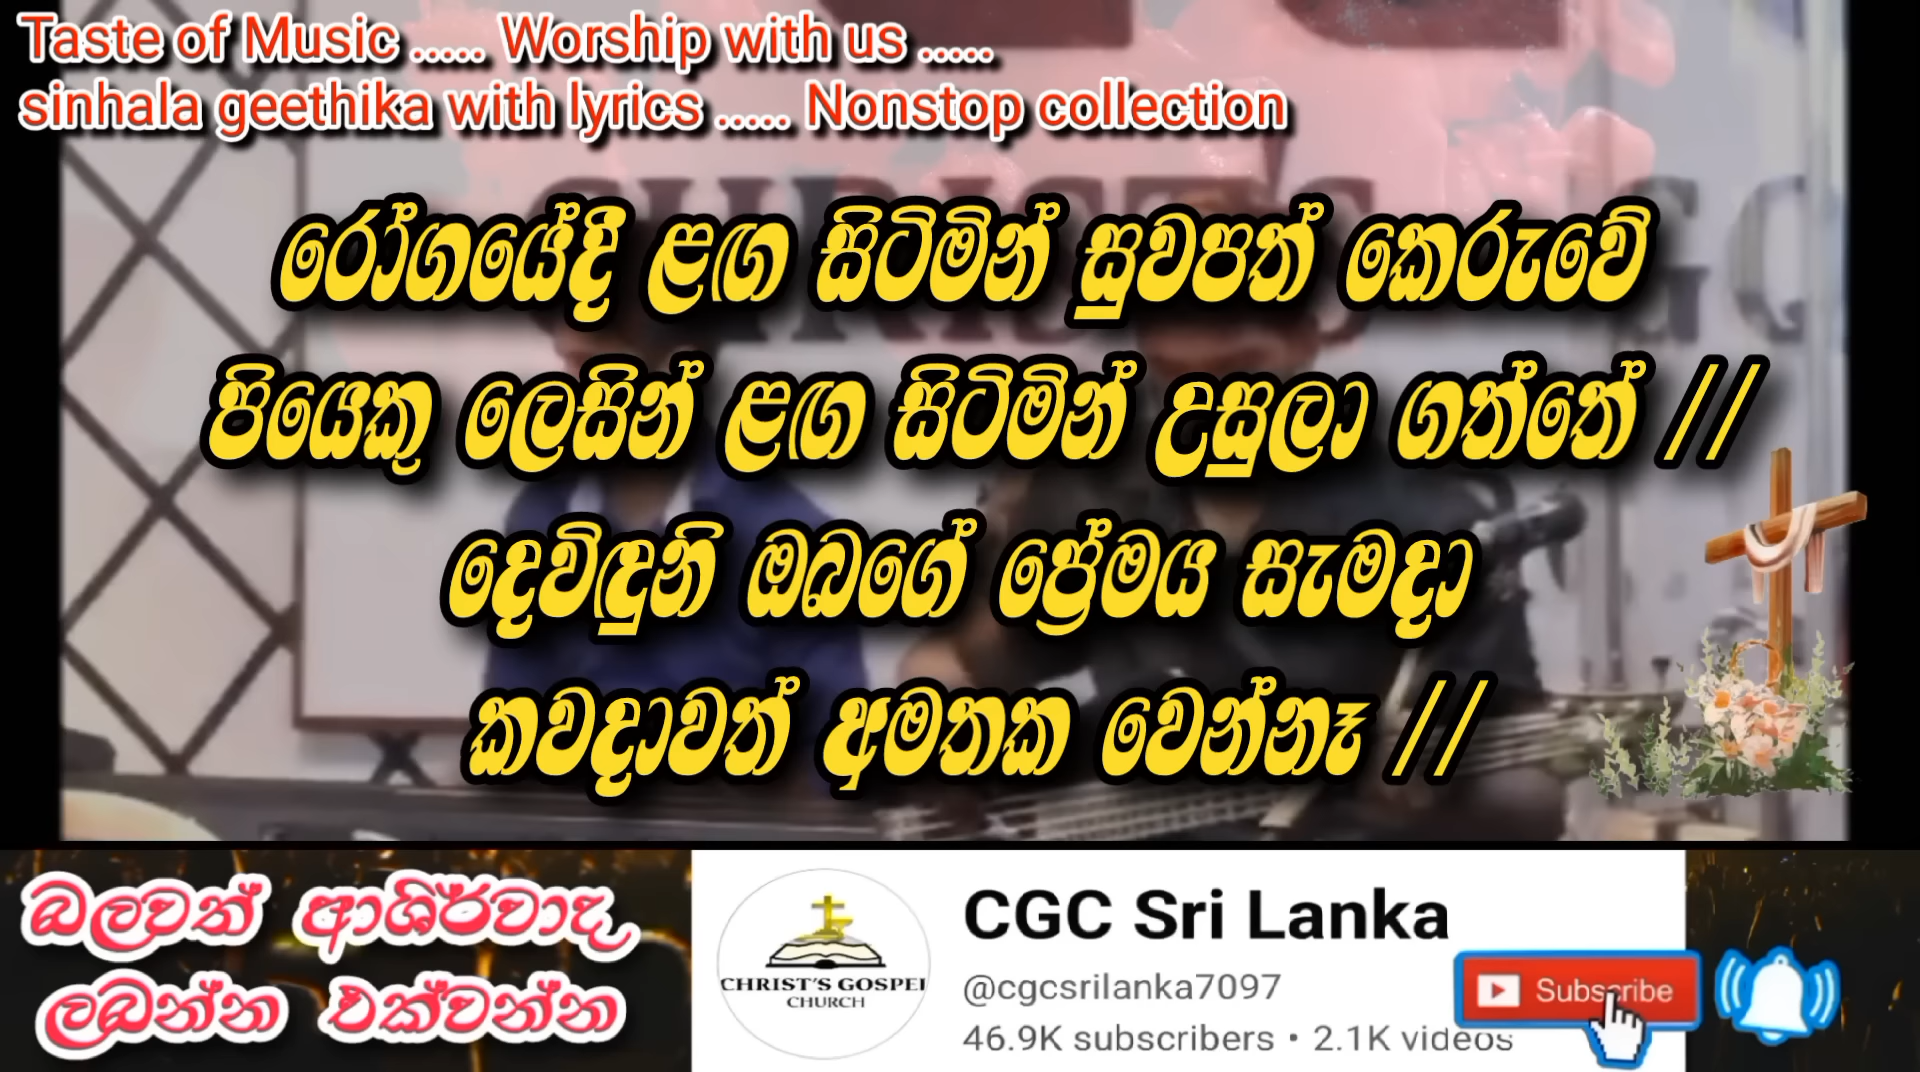 Taste of Music ..... Worship with us .....
sinhala geethika with lyrics ..... Nonstop collection
රෝගයේදී ළඟ සිටිමින් සුවපත් කෙරුවේ
පියෙකු ලෙසින් ළඟ සිටිමින් උසුලා ගත්තේ //
දෙවිඳුනි ඔබගේ ප්‍රේමය සැමදා
කවදාවත් අමතක වෙන්නෑ //
බලවත් ආශිර්වාද
ලබන්න එක්වන්න
CHRIST'S GOSPEL
CHURCH
CGC Sri Lanka
@cgcsrilanka7097
46.9K subscribers • 2.1K videos
Subscribe